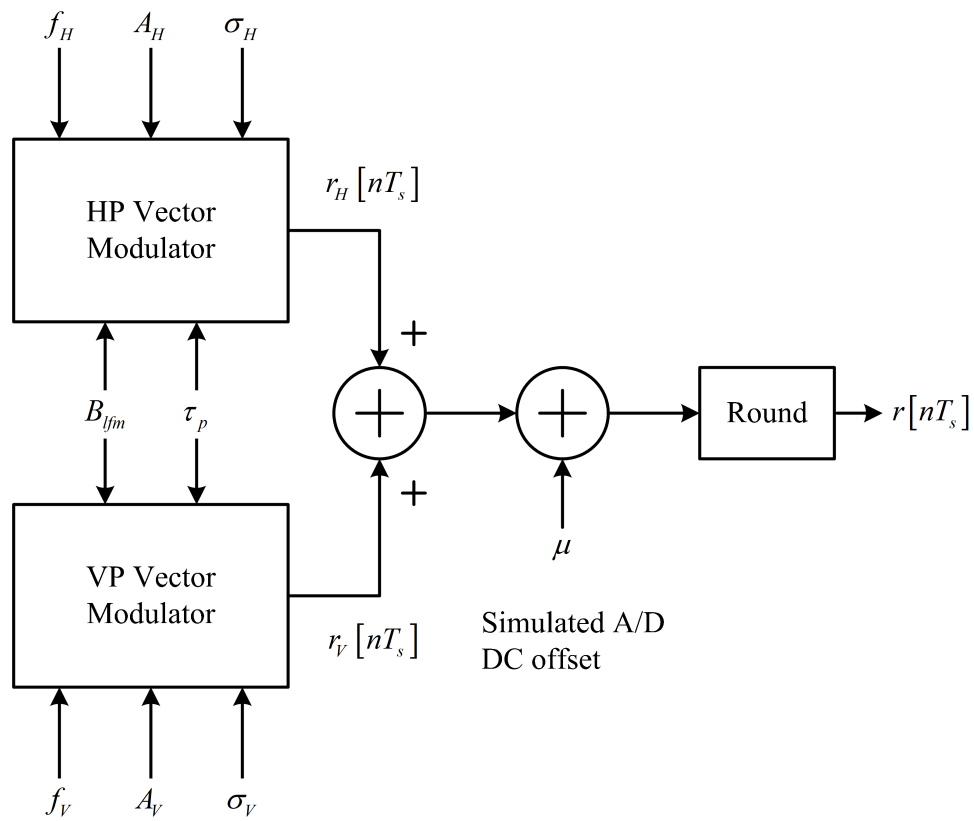 f_H A_H σ_H
HP Vector
Modulator
r_H[nT_s]
+
B_lfm τ_p
+ + Round r[nT_s]
+
μ
VP Vector
Modulator
r_V[nT_s]
Simulated A/D
DC offset
f_V A_V σ_V